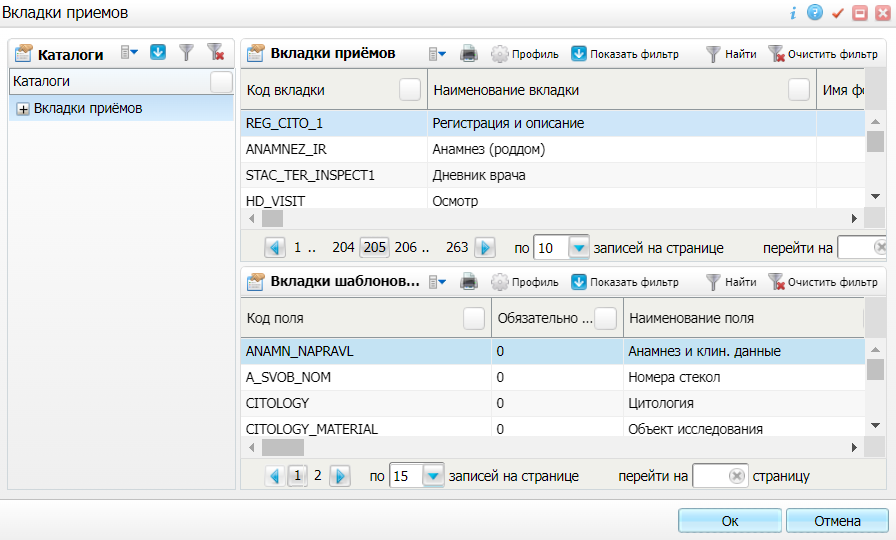 Вкладки приемов
Каталоги
Каталоги
Вкладки приёмов
Вкладки приёмов Профиль Показать фильтр Найти Очистить фильтр
Код вкладки Наименование вкладки Имя фо
REG_CITO_1 Регистрация и описание
ANAMNEZ_IR Анамнез (роддом)
STAC_TER_INSPECT1 Дневник врача
HD_VISIT Осмотр
1 .. 204 205 206 .. 263 по 10 записей на странице перейти на
Вкладки шаблонов... Профиль Показать фильтр Найти Очистить фильтр
Код поля Обязательно ... Наименование поля
ANAMN_NAPRAVL 0 Анамнез и клин. данные
A_SVOB_NOM 0 Номера стекол
CITOLOGY 0 Цитология
CITOLOGY_MATERIAL 0 Объект исследования
1 2 по 15 записей на странице перейти на страницу
Ок Отмена